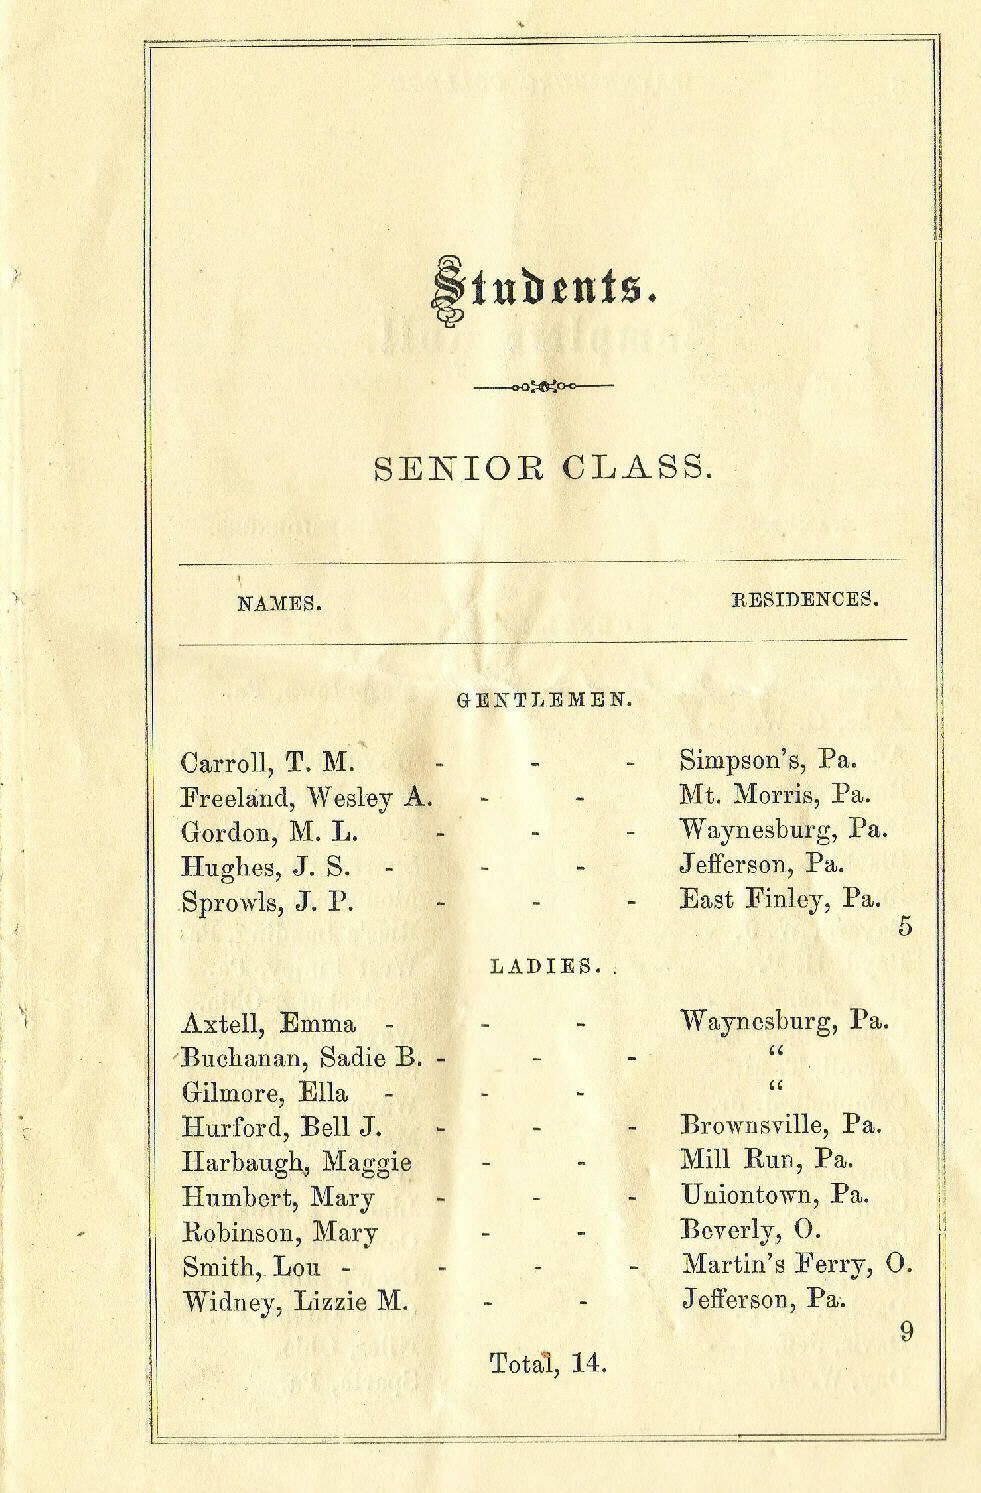 Students.
SENIOR CLASS.
NAMES. RESIDENCES.
GENTLEMEN.
Carroll, T. M. - - - Simpson's, Pa.
Freeland, Wesley A. - - Mt. Morris, Pa.
Gordon, M. L. - - - Waynesburg, Pa.
Hughes, J. S. - - - Jefferson, Pa.
Sprowls, J. P. - - - East Finley, Pa.
5
LADIES.
Axtell, Emma - - - Waynesburg, Pa.
Buchanan, Sadie B. - - - "
Gilmore, Ella - - - "
Hurford, Bell J. - - - Brownsville, Pa.
Harbaugh, Maggie - - Mill Run, Pa.
Humbert, Mary - - - Uniontown, Pa.
Robinson, Mary - - Beverly, O.
Smith, Lou - - - - Martin's Ferry, O.
Widney, Lizzie M. - - Jefferson, Pa.
9
Total, 14.